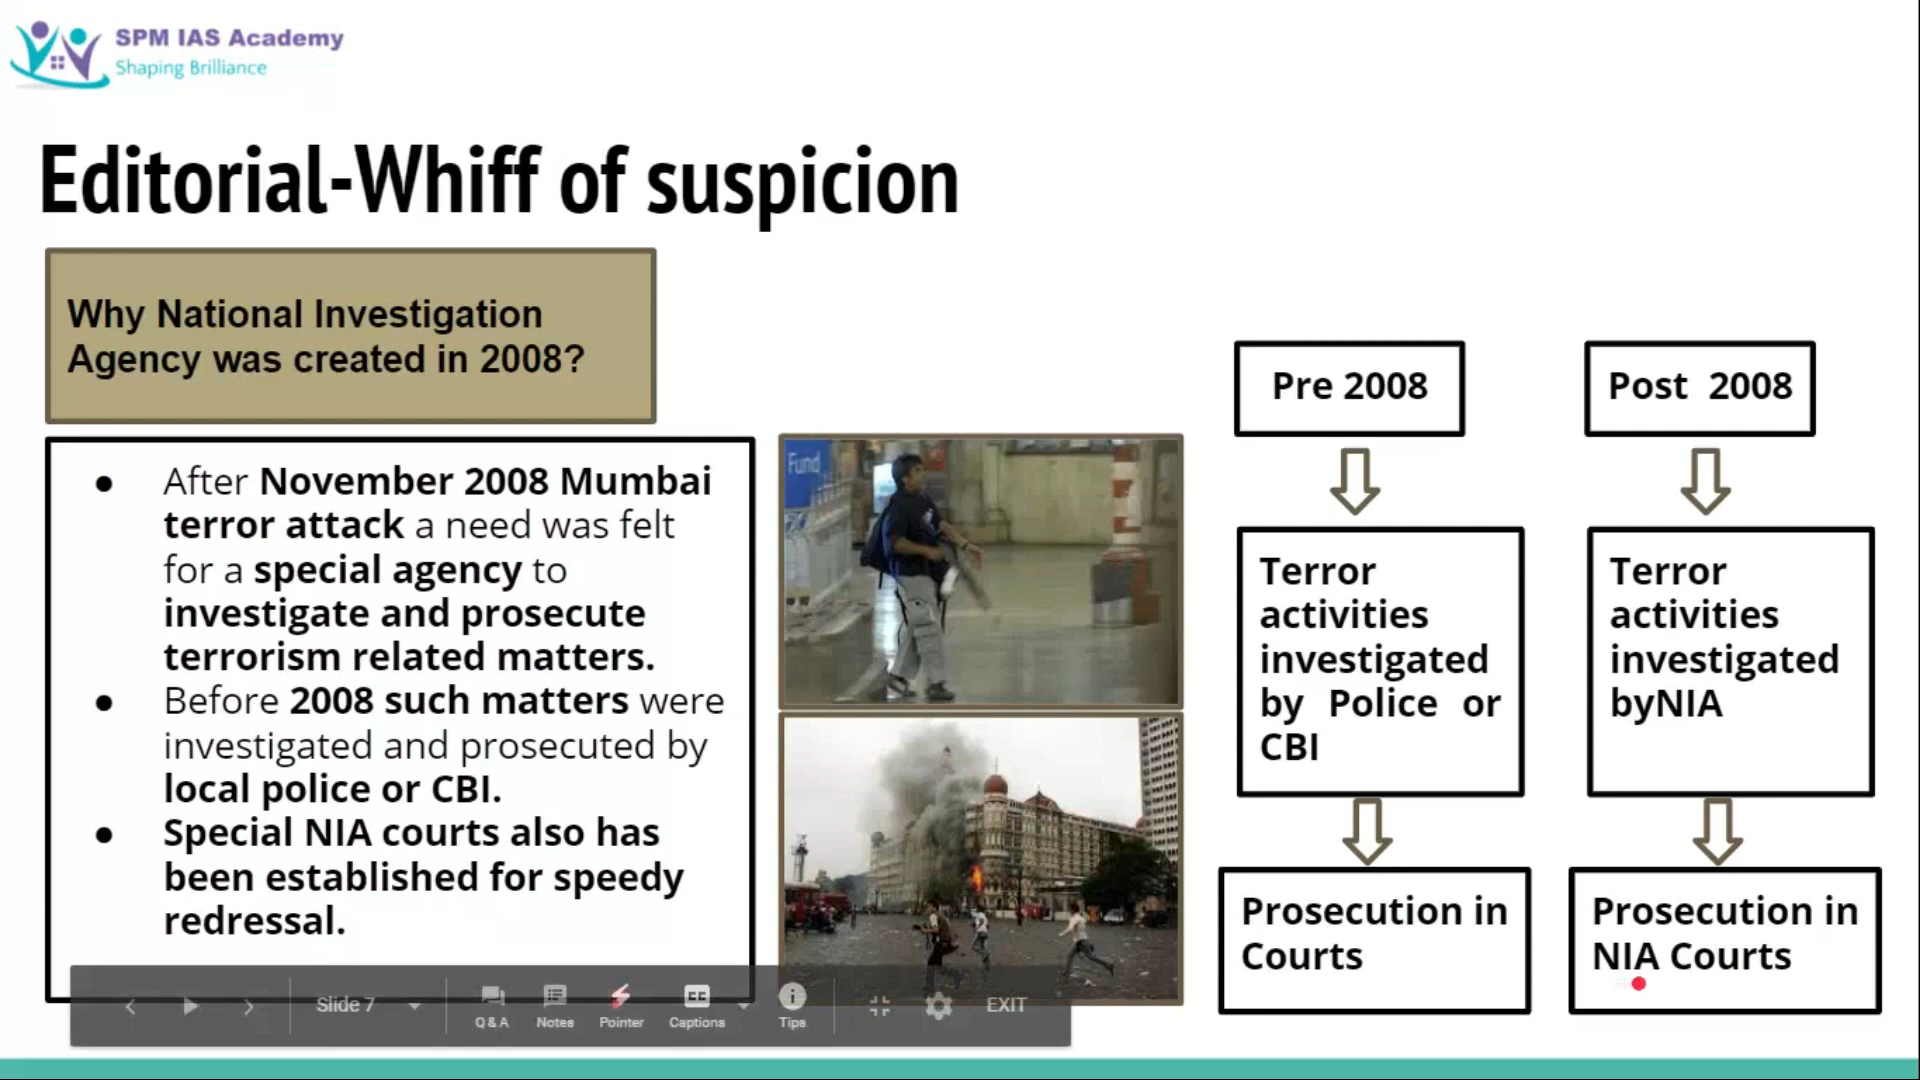 SPM IAS Academy
Shaping Brilliance
Editorial-Whiff of suspicion
Why National Investigation
Agency was created in 2008?
● After November 2008 Mumbai
terror attack a need was felt
for a special agency to
investigate and prosecute
terrorism related matters.
● Before 2008 such matters were
investigated and prosecuted by
local police or CBI.
● Special NIA courts also has
been established for speedy
redressal.
Fund
Pre 2008
Terror
activities
investigated
by Police or
CBI
Prosecution in
Courts
Post 2008
Terror
activities
investigated
byNIA
Prosecution in
NIA Courts
Slide 7
Q&A
Notes
Pointer
CC
Captions
Tips
EXIT